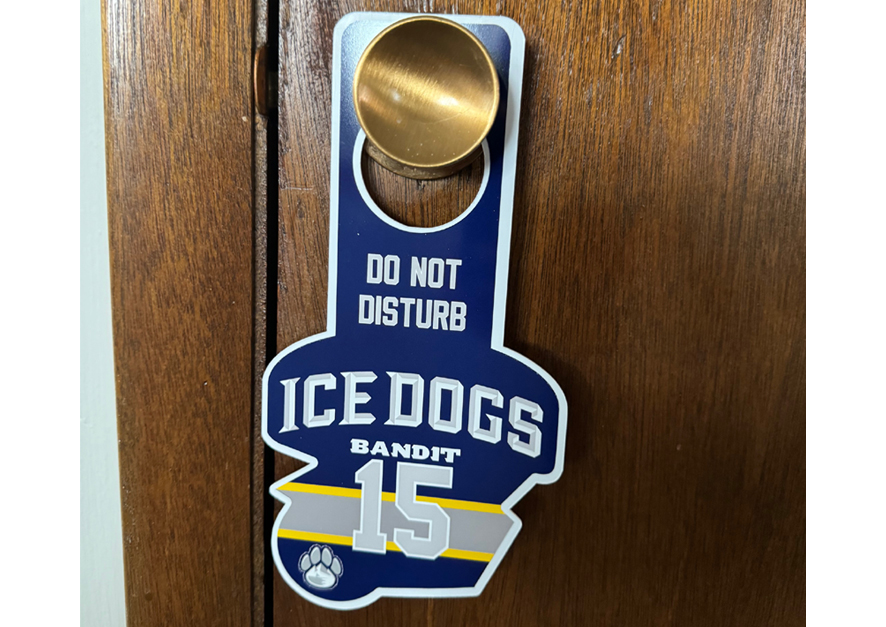 DO NOT
DISTURB
ICE DOGS
BANDIT
15